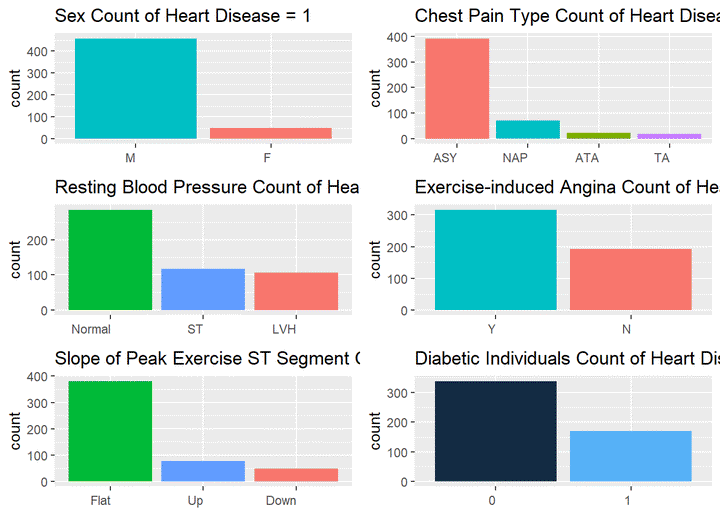 Sex Count of Heart Disease = 1
count
400
300
200
100
0
M F
Chest Pain Type Count of Heart Disea
count
400
300
200
100
0
ASY NAP ATA TA
Resting Blood Pressure Count of Hea
count
200
100
0
Normal ST LVH
Exercise-induced Angina Count of He
count
300
200
100
0
Y N
Slope of Peak Exercise ST Segment C
count
400
300
200
100
0
Flat Up Down
Diabetic Individuals Count of Heart Dis
count
300
200
100
0
0 1